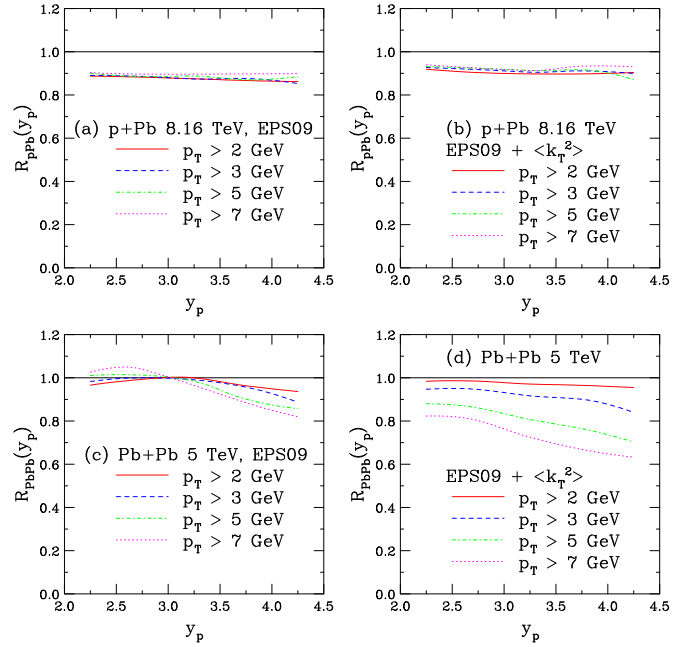 1.2
1.0
0.8
0.6
0.4
0.2
0.0
R_pPb(y_p)
(a) p+Pb 8.16 TeV, EPS09
p_T > 2 GeV
p_T > 3 GeV
p_T > 5 GeV
p_T > 7 GeV
2.0 2.5 3.0 3.5 4.0 4.5
y_p
1.2
1.0
0.8
0.6
0.4
0.2
0.0
R_pPb(y_p)
(b) p+Pb 8.16 TeV
EPS09 + <k_T^2>
p_T > 2 GeV
p_T > 3 GeV
p_T > 5 GeV
p_T > 7 GeV
2.0 2.5 3.0 3.5 4.0 4.5
y_p
1.2
1.0
0.8
0.6
0.4
0.2
0.0
R_PbPb(y_p)
(c) Pb+Pb 5 TeV, EPS09
p_T > 2 GeV
p_T > 3 GeV
p_T > 5 GeV
p_T > 7 GeV
2.0 2.5 3.0 3.5 4.0 4.5
y_p
1.2
1.0
0.8
0.6
0.4
0.2
0.0
R_PbPb(y_p)
(d) Pb+Pb 5 TeV
EPS09 + <k_T^2>
p_T > 2 GeV
p_T > 3 GeV
p_T > 5 GeV
p_T > 7 GeV
2.0 2.5 3.0 3.5 4.0 4.5
y_p